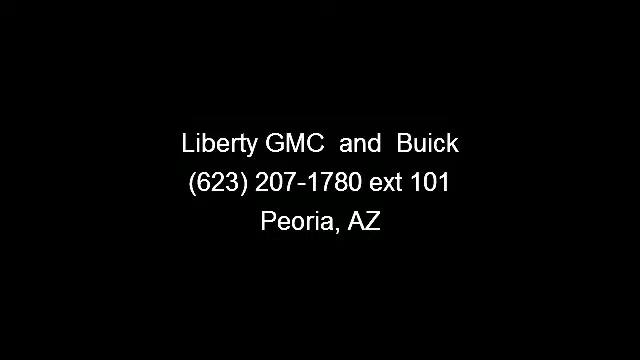 Liberty GMC  and  Buick
(623) 207-1780 ext 101
Peoria, AZ